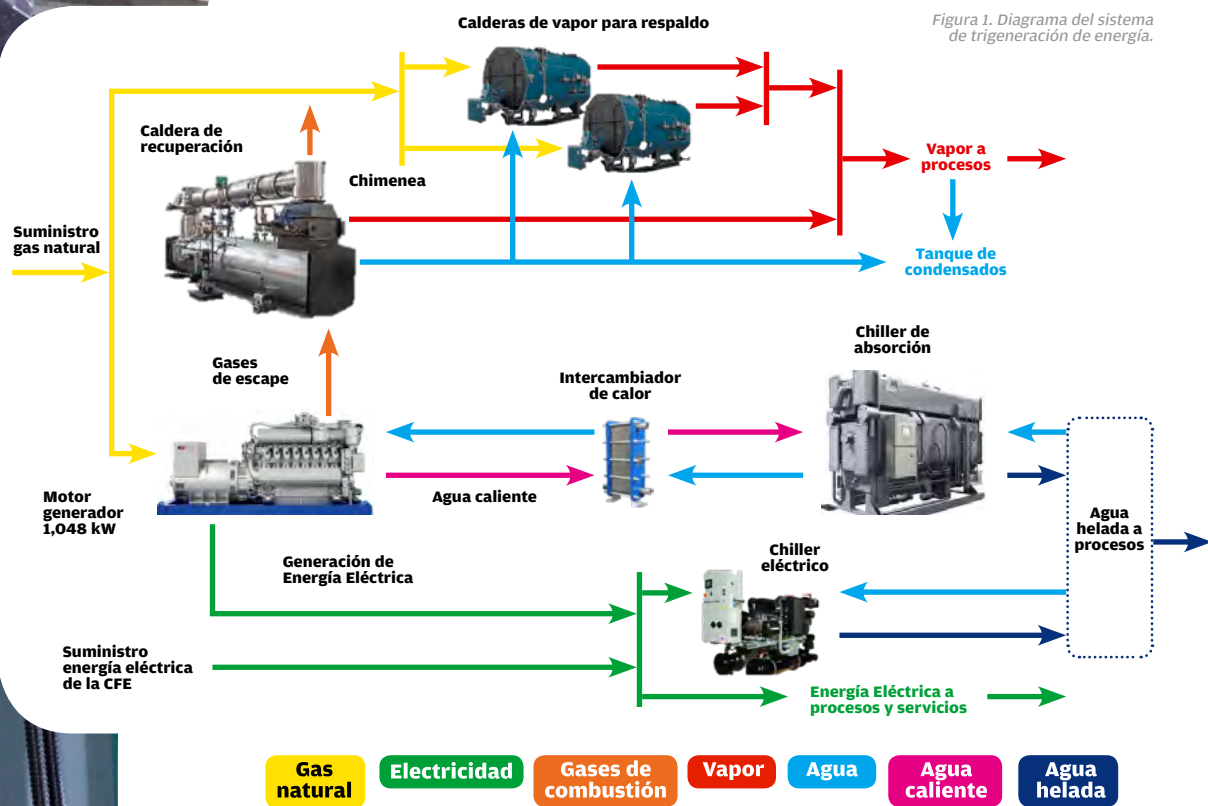 Calderas de vapor para respaldo
Figura 1. Diagrama del sistema
de trigeneración de energía.
Caldera de
recuperación
Chimenea
Vapor a
procesos
Suministro
gas natural
Tanque de
condensados
Gases
de escape
Intercambiador
de calor
Chiller de
absorción
Motor
generador
1,048 kW
Agua caliente
Agua
helada a
procesos
Generación de
Energía Eléctrica
Chiller
eléctrico
Suministro
energía eléctrica
de la CFE
Energía Eléctrica a
procesos y servicios
Gas
natural
Electricidad
Gases de
combustión
Vapor
Agua
Agua
caliente
Agua
helada